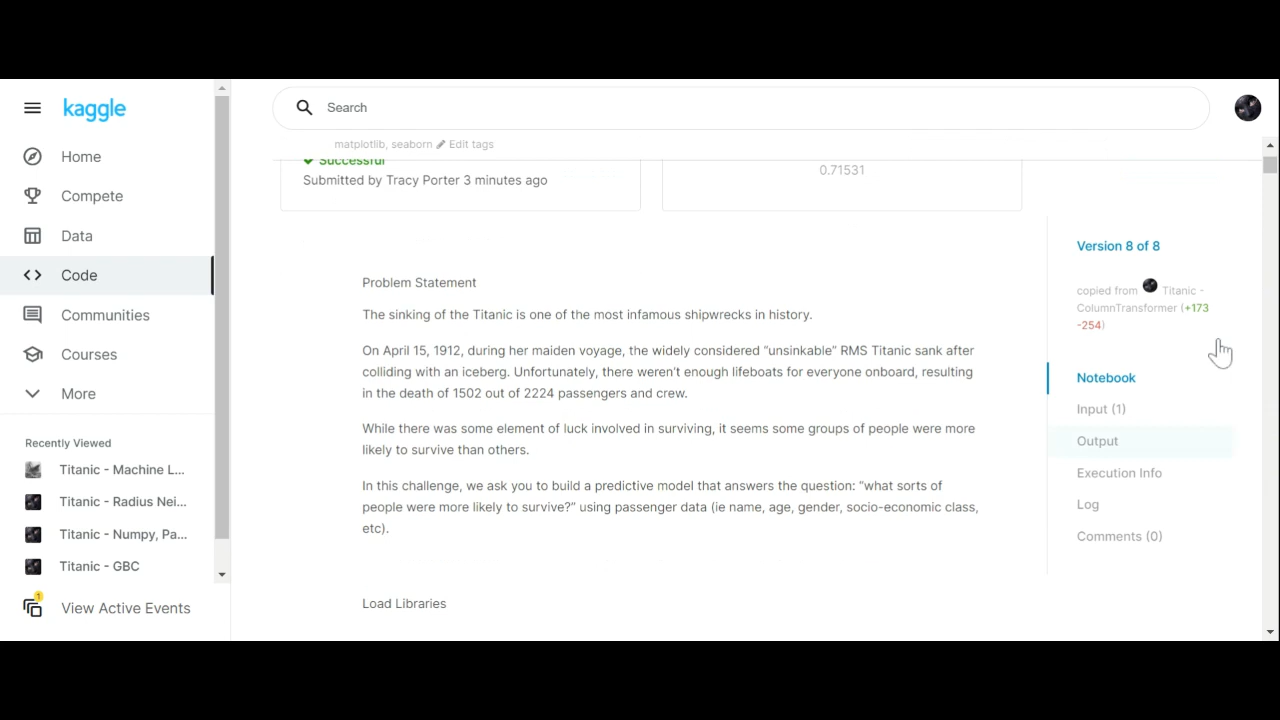 kaggle
Search
matplotlib, seaborn Edit tags
Home
Compete
Data
Code
Communities
Courses
More
Recently Viewed
Titanic - Machine L...
Titanic - Radius Nei...
Titanic - Numpy, Pa...
Titanic - GBC
1
View Active Events
Successful
Submitted by Tracy Porter 3 minutes ago
0.71531
Problem Statement
The sinking of the Titanic is one of the most infamous shipwrecks in history.
On April 15, 1912, during her maiden voyage, the widely considered “unsinkable” RMS Titanic sank after
colliding with an iceberg. Unfortunately, there weren't enough lifeboats for everyone onboard, resulting
in the death of 1502 out of 2224 passengers and crew.
While there was some element of luck involved in surviving, it seems some groups of people were more
likely to survive than others.
In this challenge, we ask you to build a predictive model that answers the question: “what sorts of
people were more likely to survive?” using passenger data (ie name, age, gender, socio-economic class,
etc).
Load Libraries
Version 8 of 8
copied from Titanic -
ColumnTransformer (+173
-254)
Notebook
Input (1)
Output
Execution Info
Log
Comments (0)